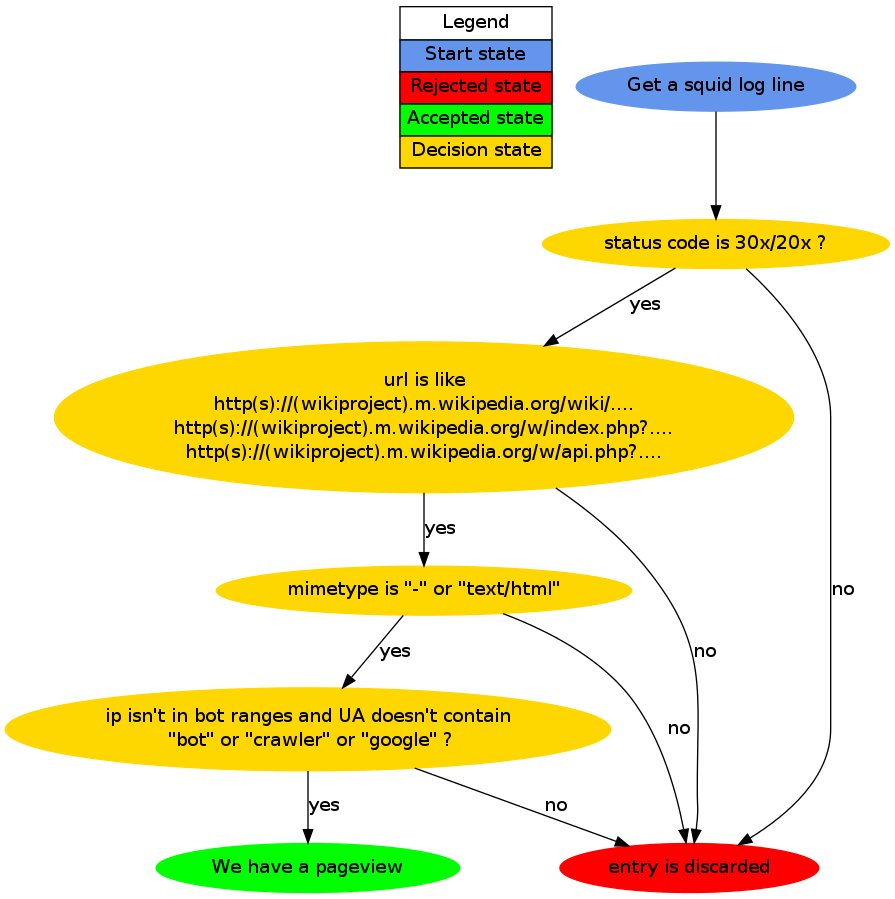 Legend
Start state
Rejected state
Accepted state
Decision state
Get a squid log line
status code is 30x/20x ?
yes
url is like
http(s)://(wikiproject).m.wikipedia.org/wiki/....
http(s)://(wikiproject).m.wikipedia.org/w/index.php?....
http(s)://(wikiproject).m.wikipedia.org/w/api.php?....
yes
no
mimetype is "-" or "text/html"
yes
no
no
ip isn't in bot ranges and UA doesn't contain
"bot" or "crawler" or "google" ?
yes
no
We have a pageview
entry is discarded